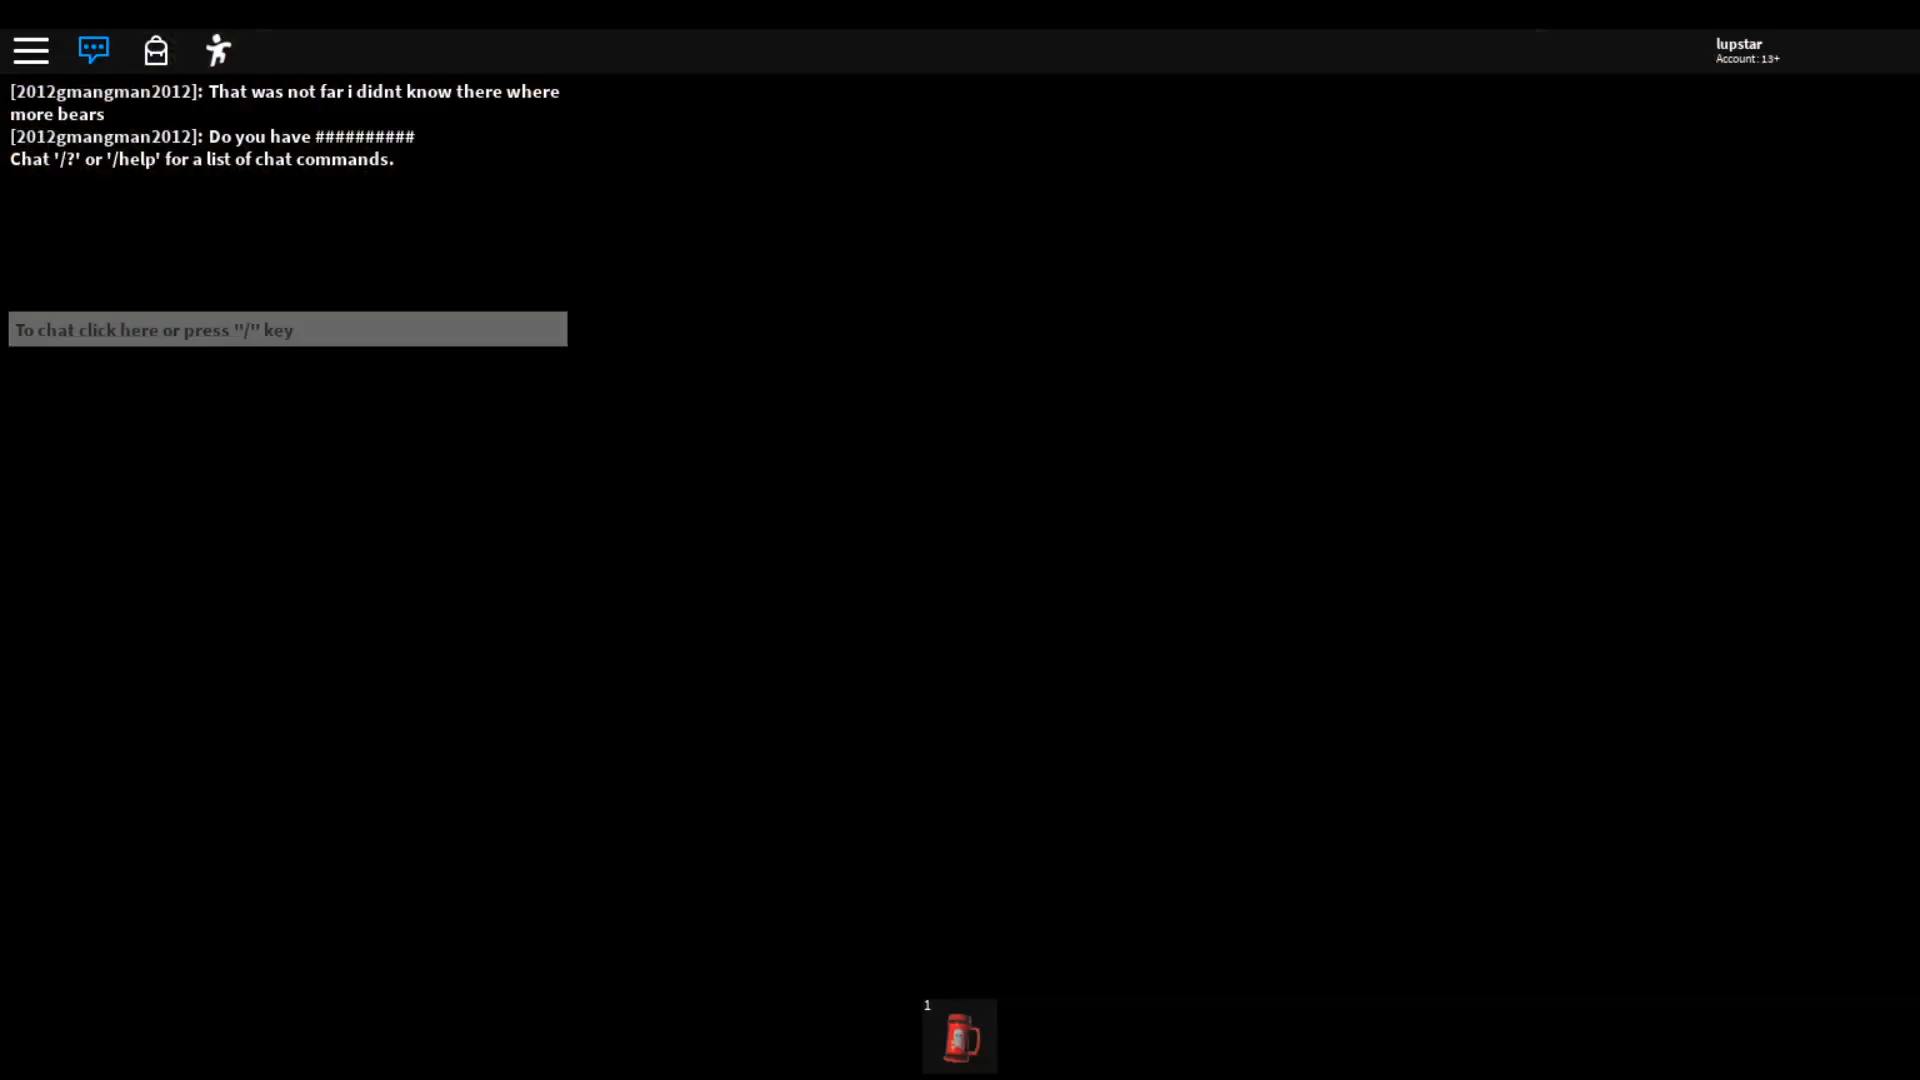 lupstar
Account: 13+
[2012gmangman2012]: That was not far i didnt know there where
more bears
[2012gmangman2012]: Do you have ##########
Chat '/?' or '/help' for a list of chat commands.
To chat click here or press "/" key
1